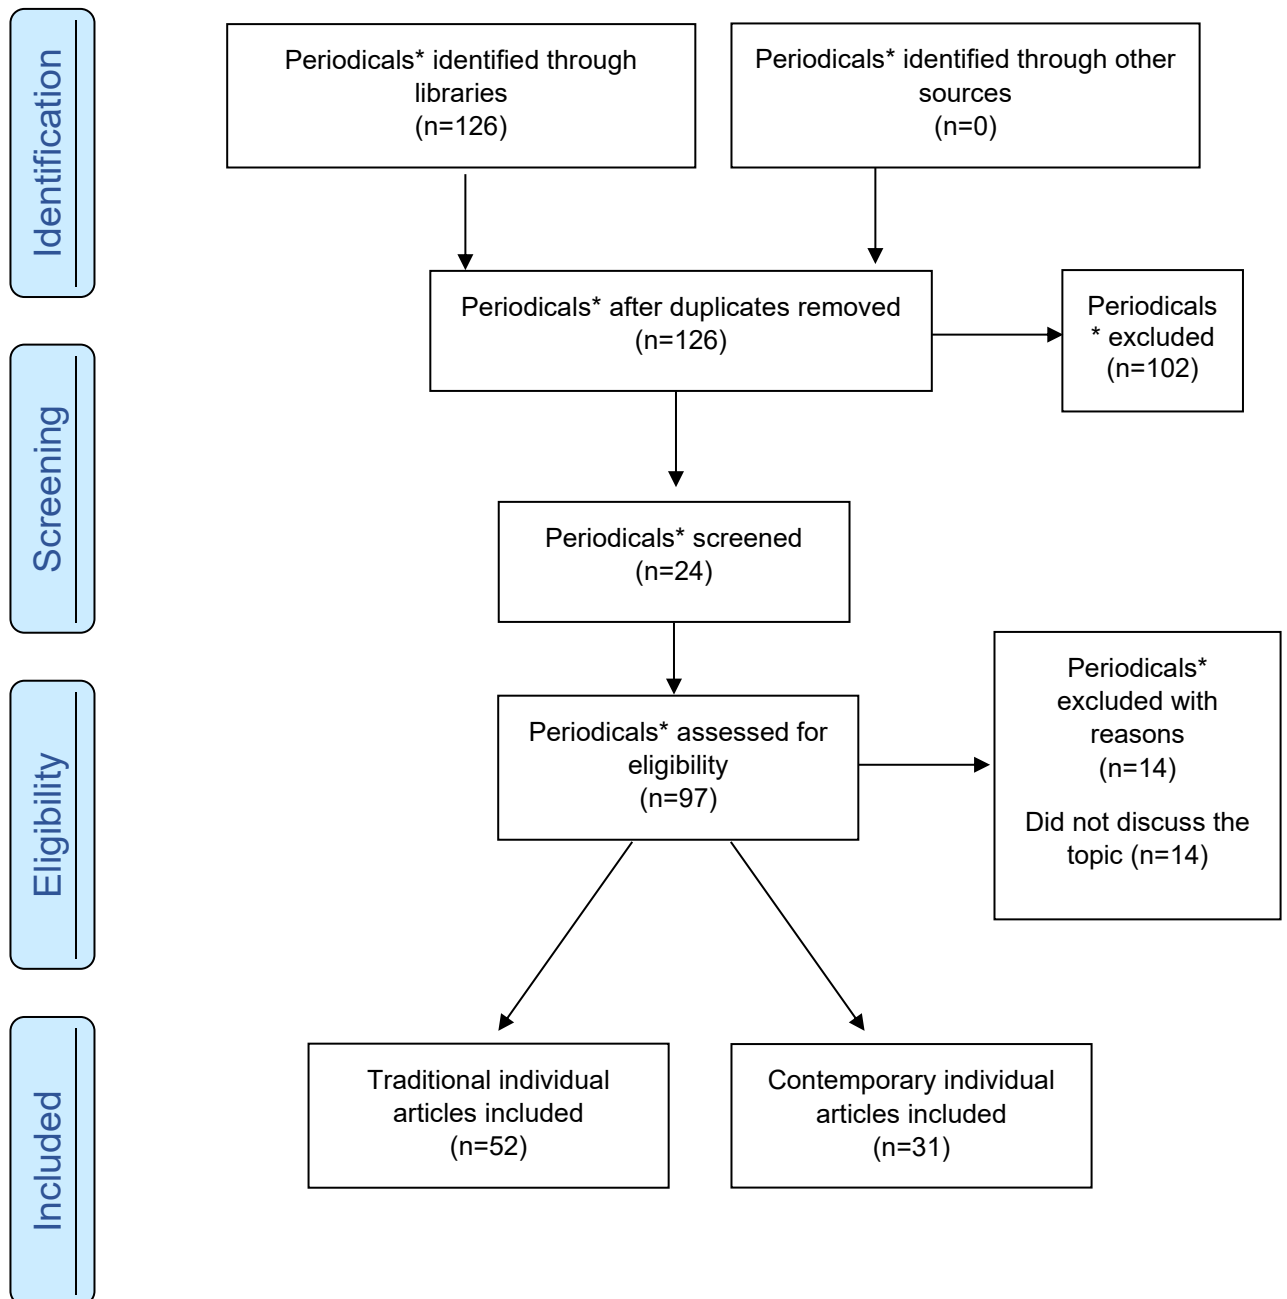 Identification
Periodicals* identified through
libraries
(n=126)
Periodicals* identified through other
sources
(n=0)
Periodicals* after duplicates removed
(n=126)
Periodicals
* excluded
(n=102)
Screening
Periodicals* screened
(n=24)
Eligibility
Periodicals* assessed for
eligibility
(n=97)
Periodicals*
excluded with
reasons
(n=14)
Did not discuss the
topic (n=14)
Included
Traditional individual
articles included
(n=52)
Contemporary individual
articles included
(n=31)